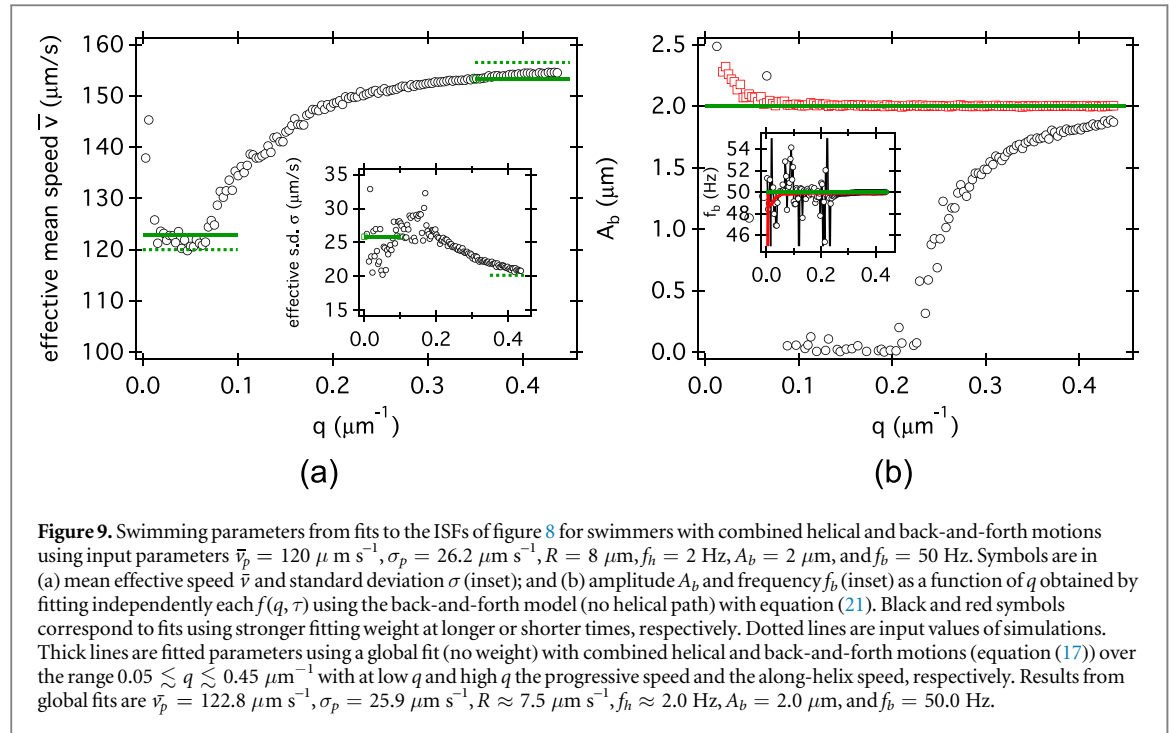 160
150
140
130
120
110
100
effective mean speed v̄ (μm/s)
0.0 0.1 0.2 0.3 0.4
q (μm⁻¹)
35
30
25
20
15
effective s.d. σ (μm/s)
0.0 0.2 0.4
(a)
2.5
2.0
1.5
1.0
0.5
0.0
A_b (μm)
0.0 0.1 0.2 0.3 0.4
q (μm⁻¹)
54
52
50
48
46
f_b (Hz)
0.0 0.2 0.4
(b)
Figure 9. Swimming parameters from fits to the ISFs of figure 8 for swimmers with combined helical and back-and-forth motions
using input parameters v̄_p = 120 μ m s⁻¹, σ_p = 26.2 μm s⁻¹, R = 8 μm, f_h = 2 Hz, A_b = 2 μm, and f_b = 50 Hz. Symbols are in
(a) mean effective speed v̄ and standard deviation σ (inset); and (b) amplitude A_b and frequency f_b (inset) as a function of q obtained by
fitting independently each f(q, τ) using the back-and-forth model (no helical path) with equation (21). Black and red symbols
correspond to fits using stronger fitting weight at longer or shorter times, respectively. Dotted lines are input values of simulations.
Thick lines are fitted parameters using a global fit (no weight) with combined helical and back-and-forth motions (equation (17)) over
the range 0.05 ≲ q ≲ 0.45 μm⁻¹ with at low q and high q the progressive speed and the along-helix speed, respectively. Results from
global fits are v̄_p = 122.8 μm s⁻¹, σ_p = 25.9 μm s⁻¹, R ≈ 7.5 μm s⁻¹, f_h ≈ 2.0 Hz, A_b = 2.0 μm, and f_b = 50.0 Hz.